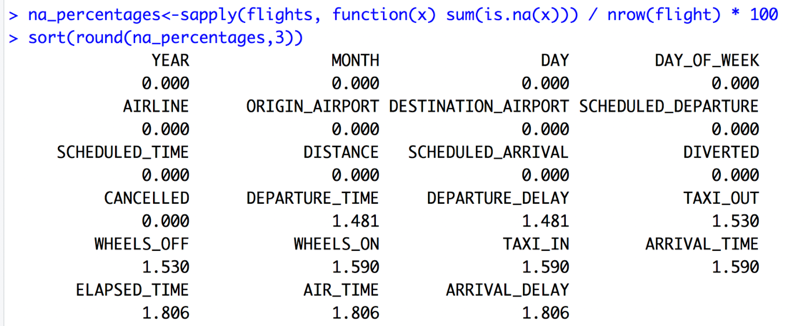 > na_percentages<-sapply(flights, function(x) sum(is.na(x))) / nrow(flight) * 100
> sort(round(na_percentages,3))
YEAR MONTH DAY DAY_OF_WEEK
0.000 0.000 0.000 0.000
AIRLINE ORIGIN_AIRPORT DESTINATION_AIRPORT SCHEDULED_DEPARTURE
0.000 0.000 0.000 0.000
SCHEDULED_TIME DISTANCE SCHEDULED_ARRIVAL DIVERTED
0.000 0.000 0.000 0.000
CANCELLED DEPARTURE_TIME DEPARTURE_DELAY TAXI_OUT
0.000 1.481 1.481 1.530
WHEELS_OFF WHEELS_ON TAXI_IN ARRIVAL_TIME
1.530 1.590 1.590 1.590
ELAPSED_TIME AIR_TIME ARRIVAL_DELAY
1.806 1.806 1.806